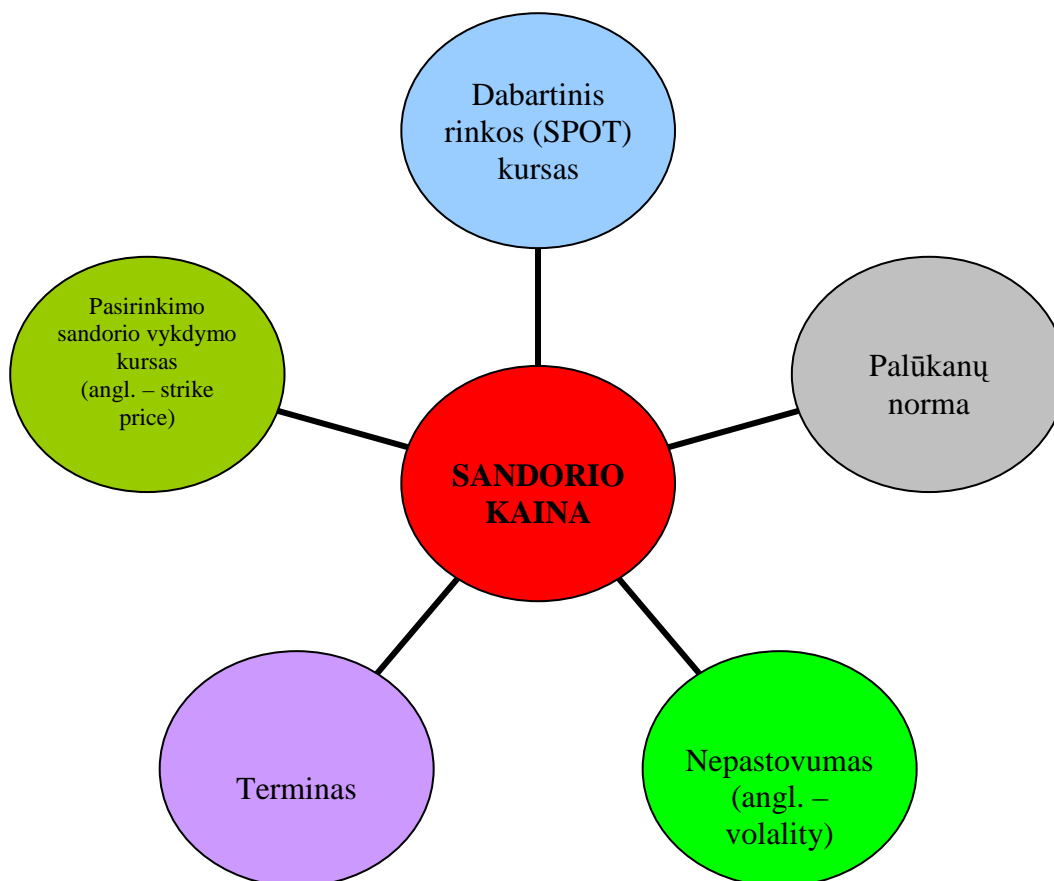 Dabartinis
rinkos (SPOT)
kursas
Pasirinkimo
sandorio vykdymo
kursas
(angl. – strike
price)
Palūkanų
norma
SANDORIO
KAINA
Terminas
Nepastovumas
(angl. –
volality)